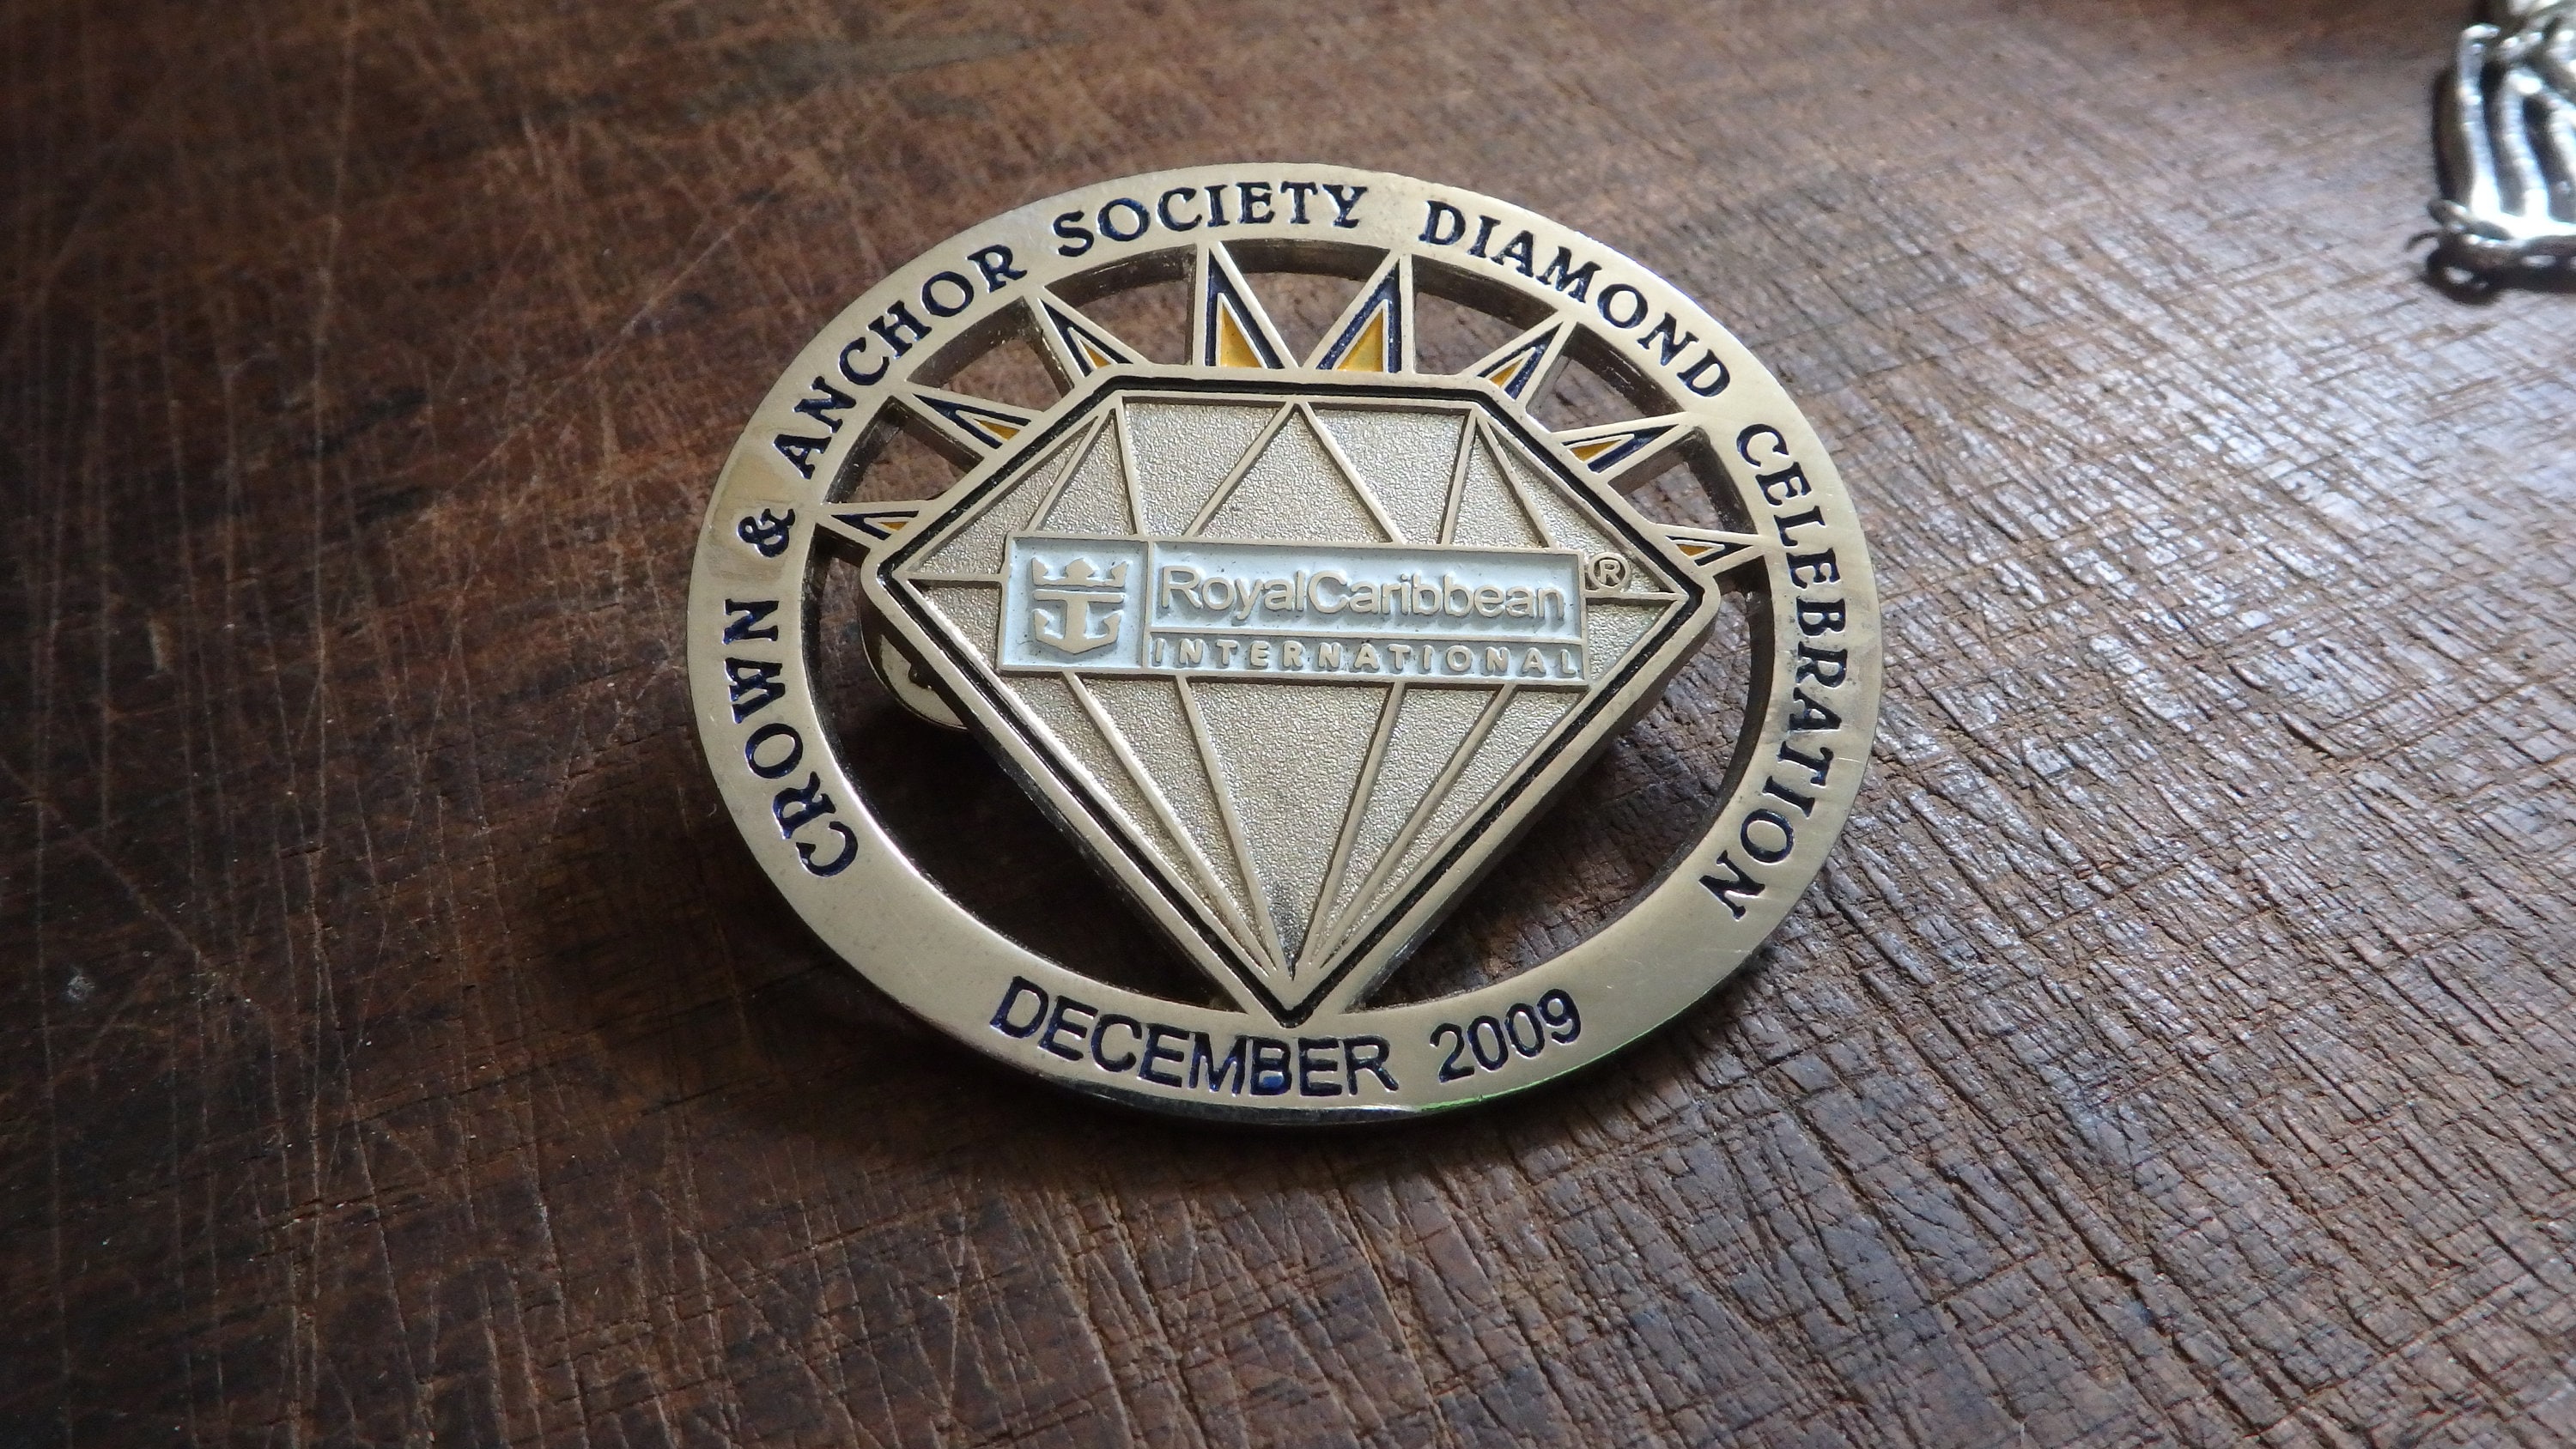 CROWN & ANCHOR SOCIETY DIAMOND CELEBRATION
RoyalCaribbean®
INTERNATIONAL
DECEMBER 2009